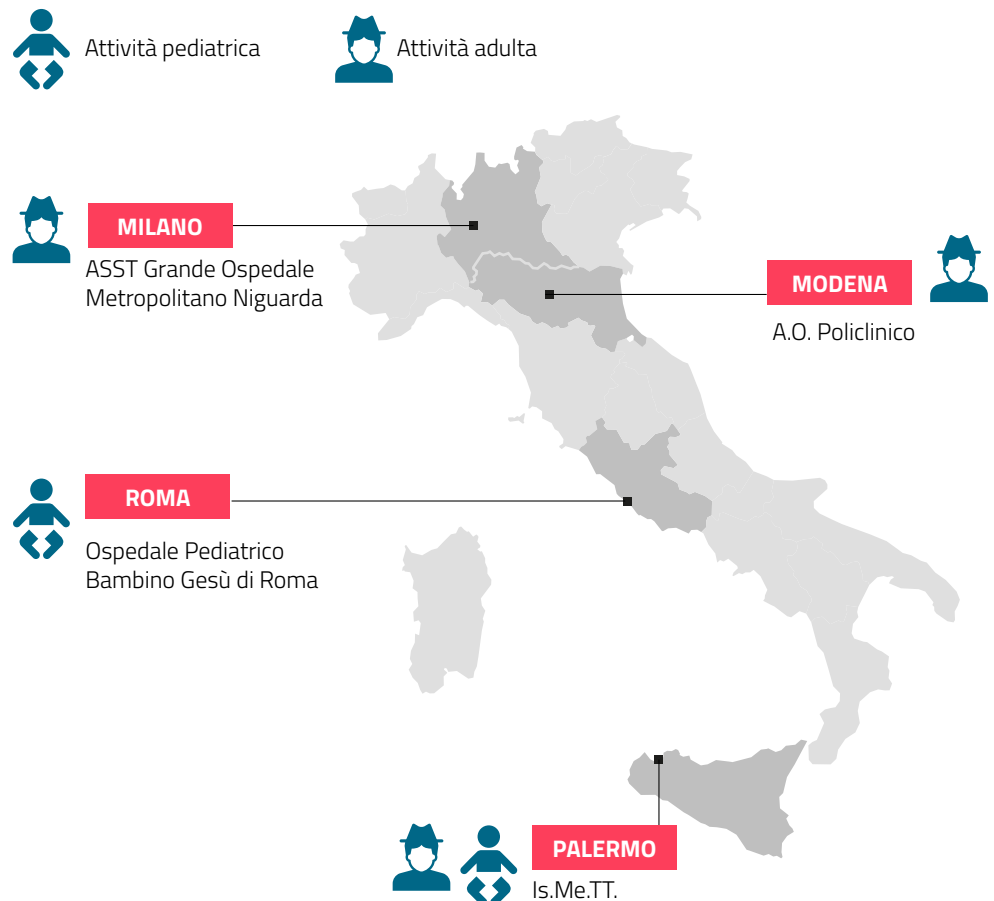 Attività pediatrica
Attività adulta
MILANO
ASST Grande Ospedale
Metropolitano Niguarda
MODENA
A.O. Policlinico
ROMA
Ospedale Pediatrico
Bambino Gesù di Roma
PALERMO
Is.Me.TT.